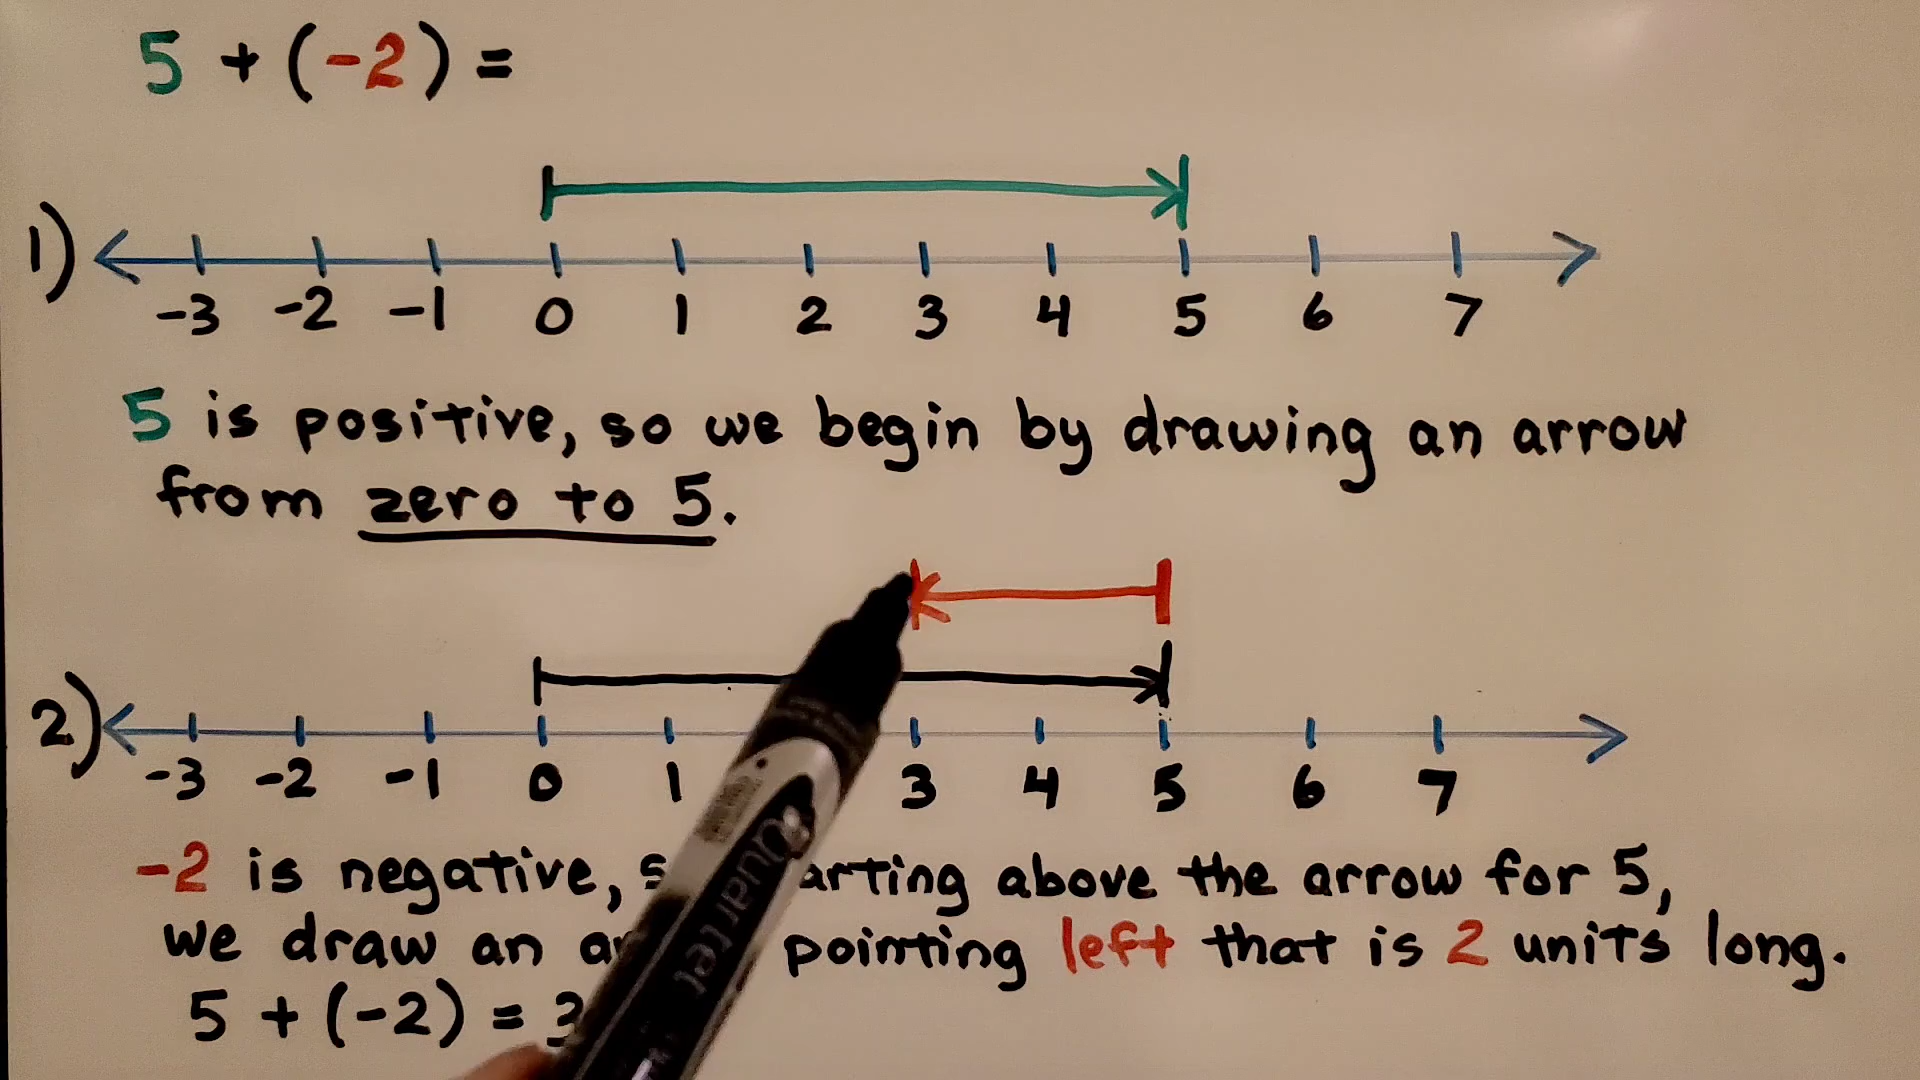 5 + (-2) =
1)
-3 -2 -1 0 1 2 3 4 5 6 7
5 is positive, so we begin by drawing an arrow
from zero to 5.
2)
-3 -2 -1 0 1 3 4 5 6 7
-2 is negative, arting above the arrow for 5,
we draw an pointing left that is 2 units long.
5 + (-2) = 3
Quartet